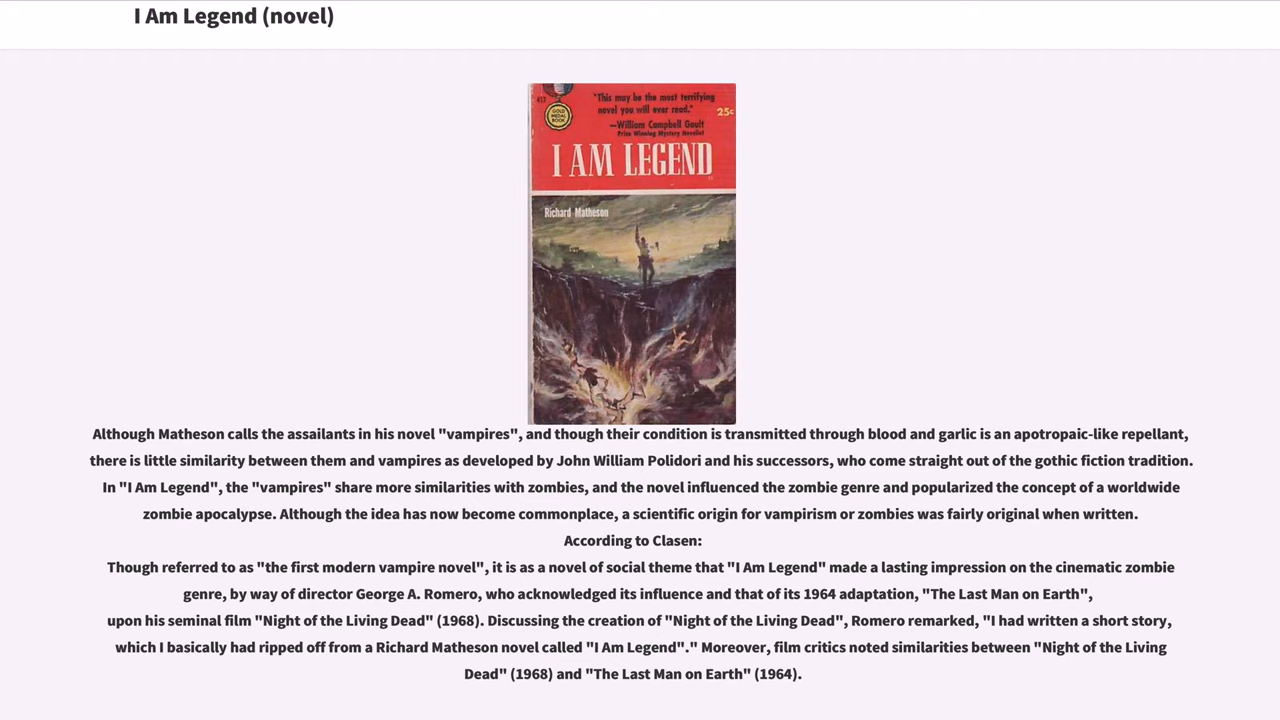 I Am Legend (novel)
417
GOLD
MEDAL
BOOK
"This may be the most terrifying
novel you will ever read."
25¢
—William Campbell Gault
Prize Winning Mystery Novelist
I AM LEGEND
Richard Matheson
Although Matheson calls the assailants in his novel "vampires", and though their condition is transmitted through blood and garlic is an apotropaic-like repellant,
there is little similarity between them and vampires as developed by John William Polidori and his successors, who come straight out of the gothic fiction tradition.
In "I Am Legend", the "vampires" share more similarities with zombies, and the novel influenced the zombie genre and popularized the concept of a worldwide
zombie apocalypse. Although the idea has now become commonplace, a scientific origin for vampirism or zombies was fairly original when written.
According to Clasen:
Though referred to as "the first modern vampire novel", it is as a novel of social theme that "I Am Legend" made a lasting impression on the cinematic zombie
genre, by way of director George A. Romero, who acknowledged its influence and that of its 1964 adaptation, "The Last Man on Earth",
upon his seminal film "Night of the Living Dead" (1968). Discussing the creation of "Night of the Living Dead", Romero remarked, "I had written a short story,
which I basically had ripped off from a Richard Matheson novel called "I Am Legend"." Moreover, film critics noted similarities between "Night of the Living
Dead" (1968) and "The Last Man on Earth" (1964).